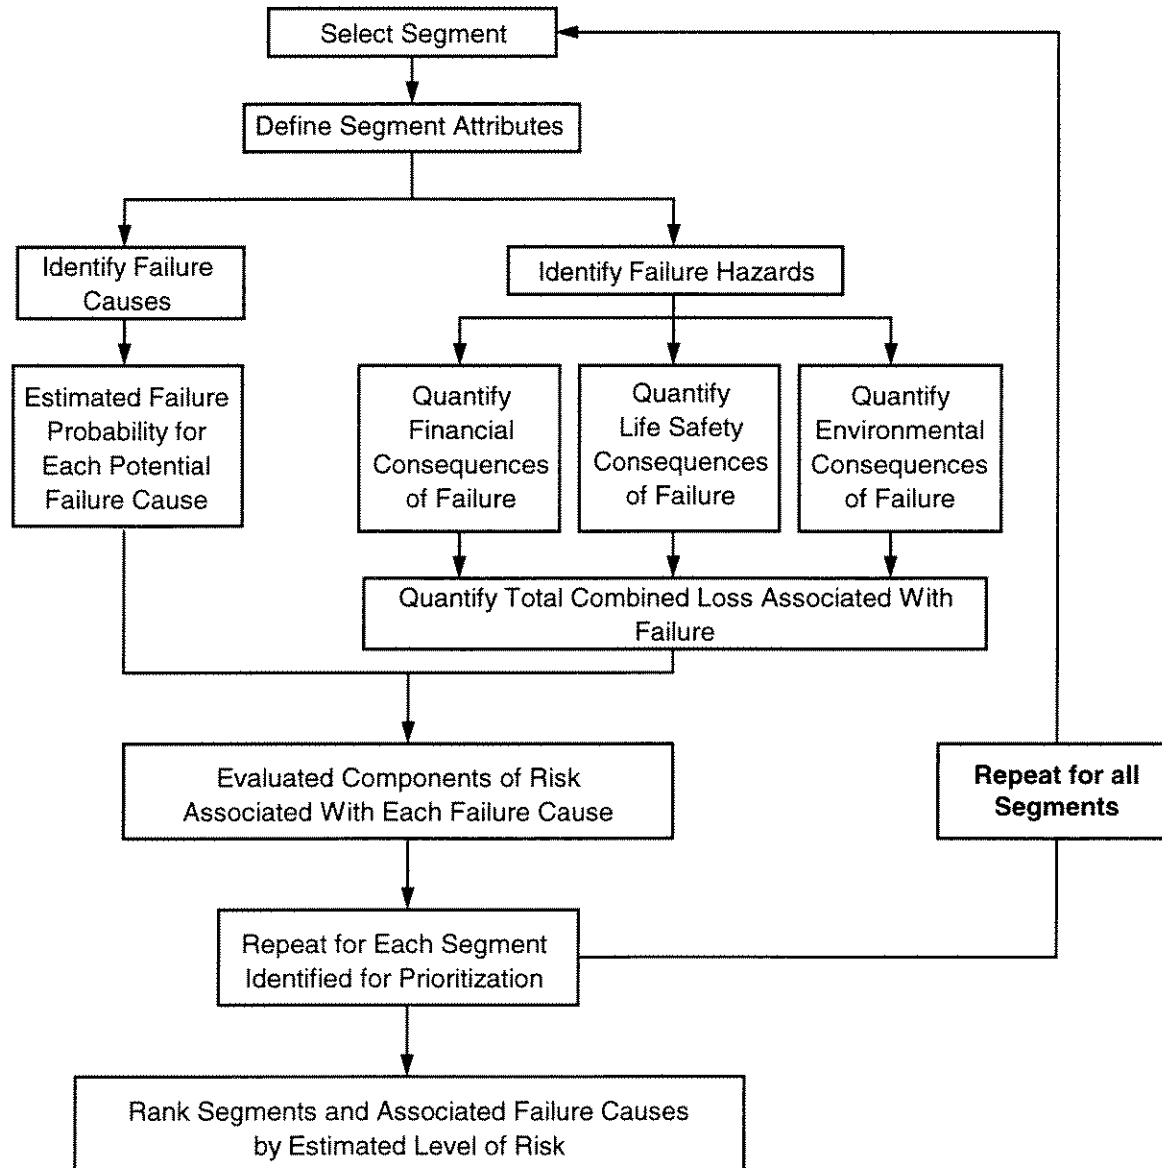 Select Segment
Define Segment Attributes
Identify Failure
Causes
Identify Failure Hazards
Estimated Failure
Probability for
Each Potential
Failure Cause
Quantify
Financial
Consequences
of Failure
Quantify
Life Safety
Consequences
of Failure
Quantify
Environmental
Consequences
of Failure
Quantify Total Combined Loss Associated With
Failure
Evaluated Components of Risk
Associated With Each Failure Cause
Repeat for all
Segments
Repeat for Each Segment
Identified for Prioritization
Rank Segments and Associated Failure Causes
by Estimated Level of Risk